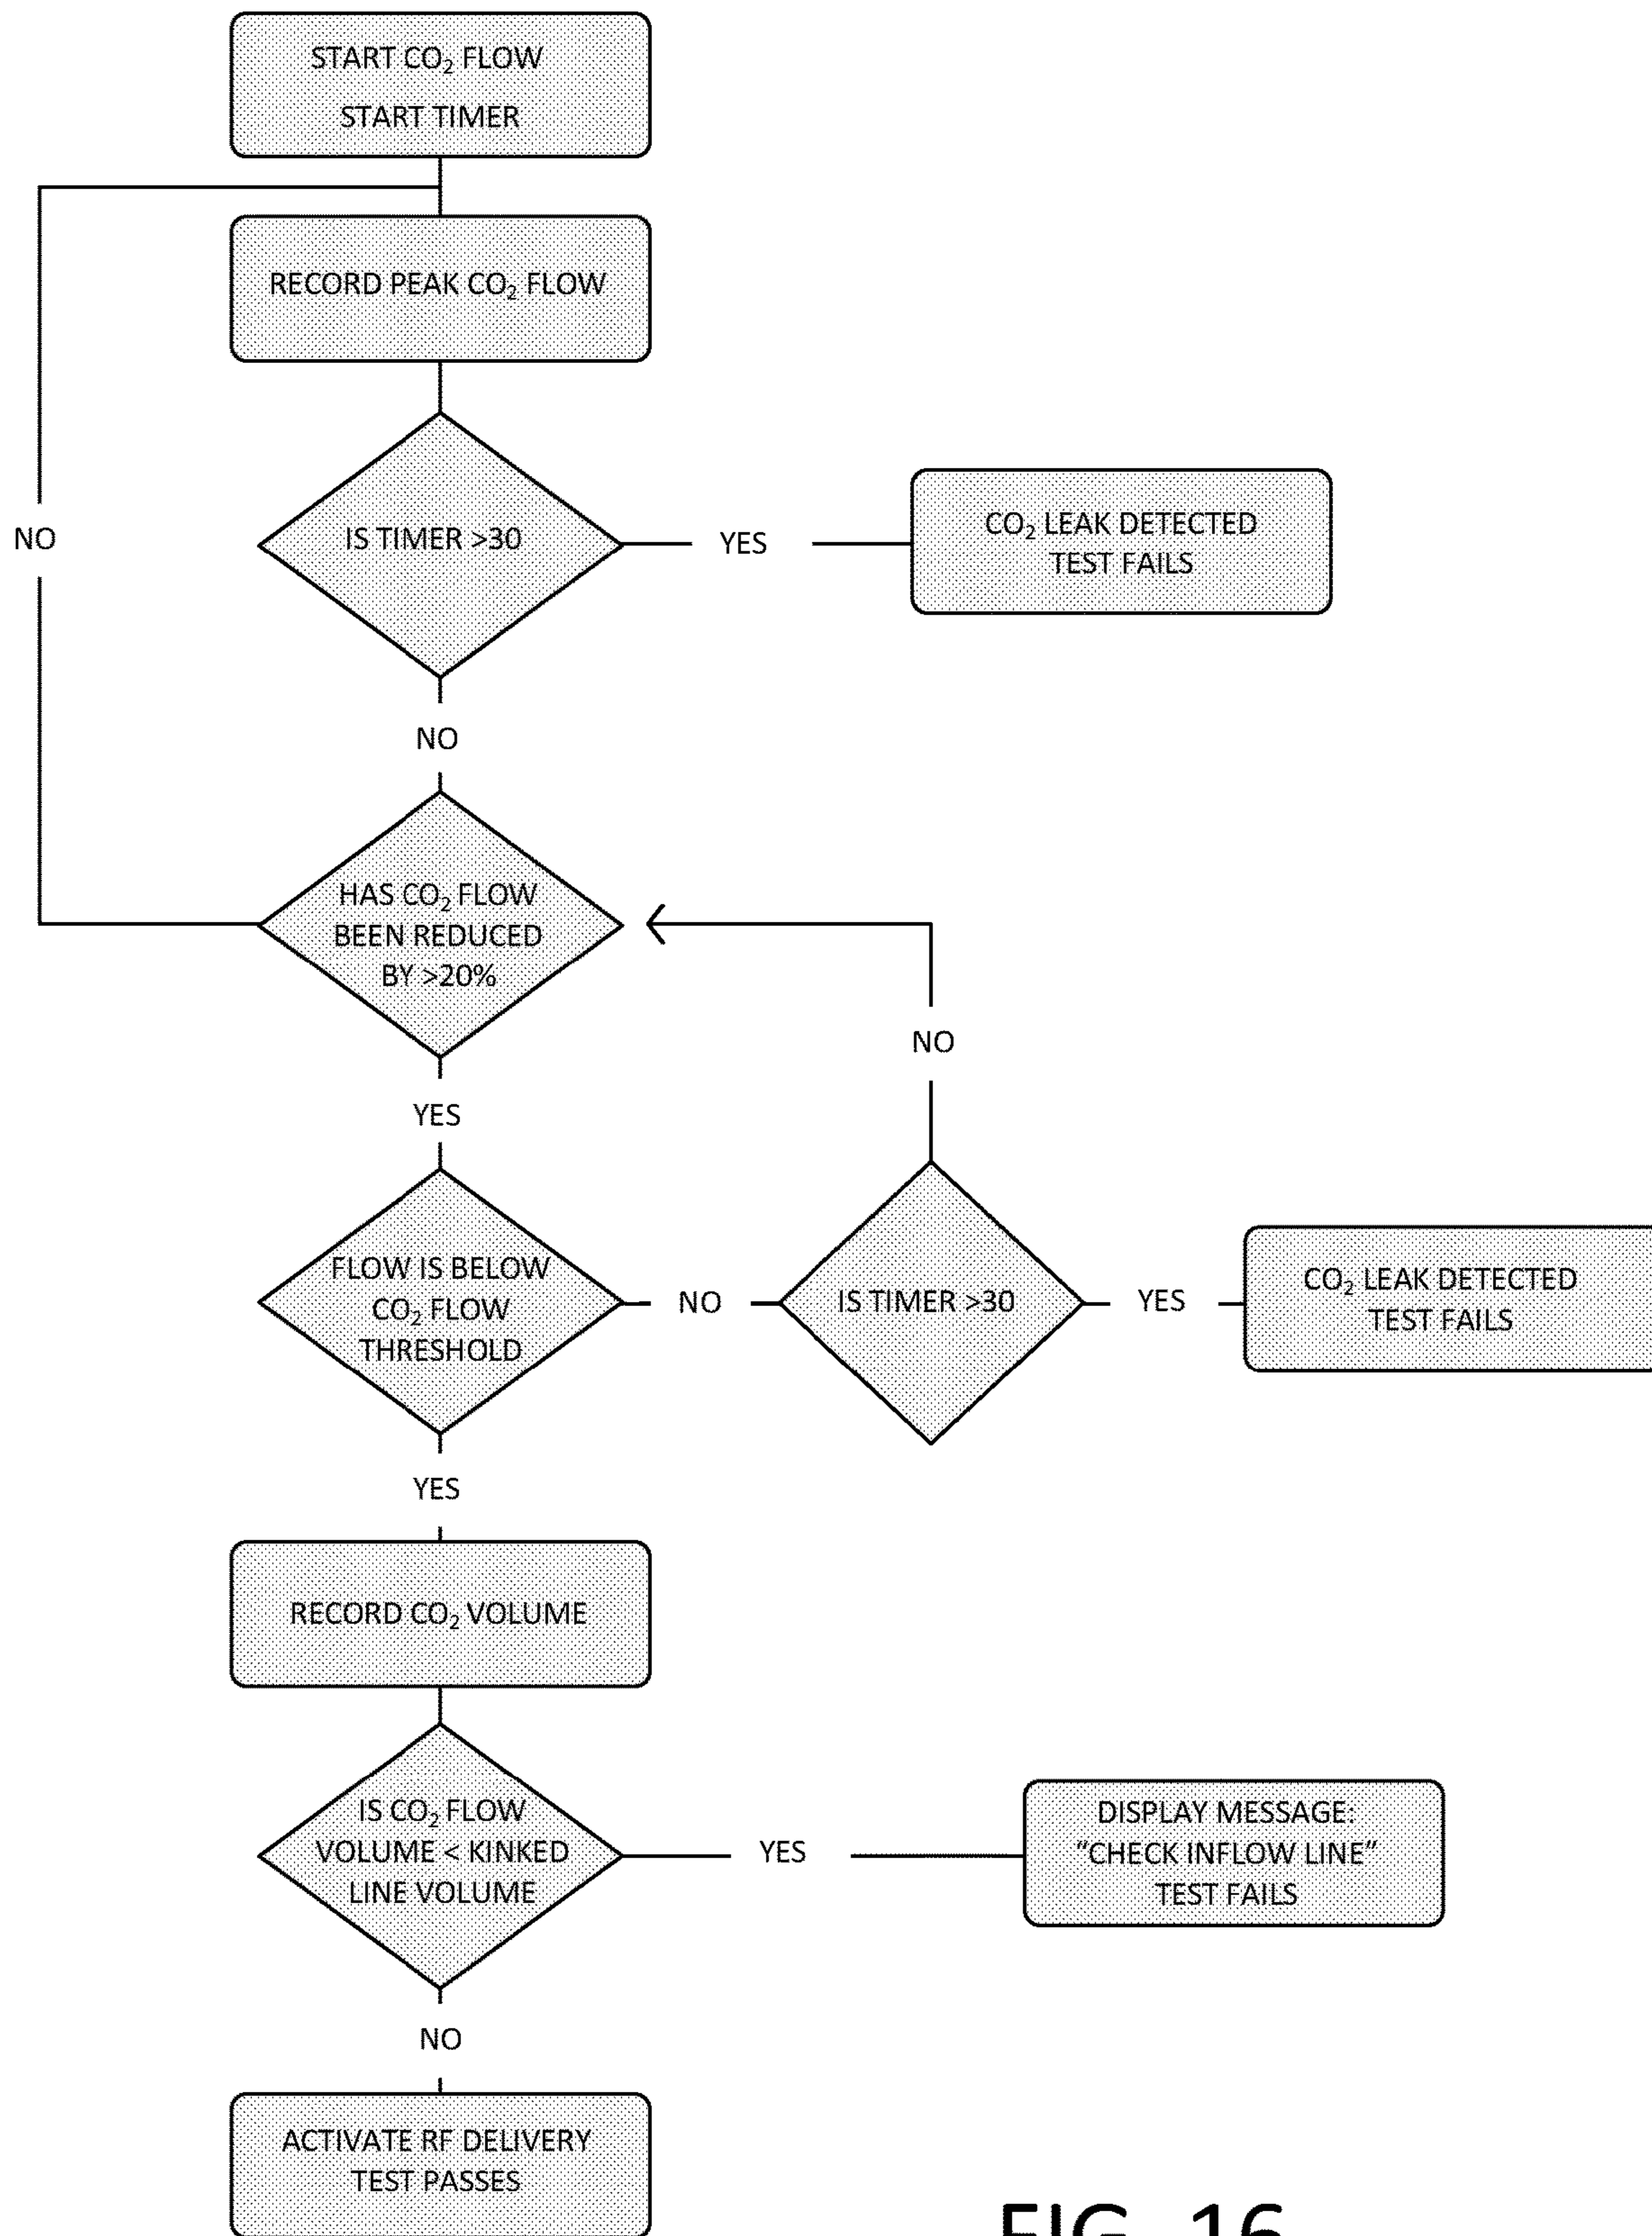 START CO₂ FLOW
START TIMER
RECORD PEAK CO₂ FLOW
IS TIMER >30
YES
CO₂ LEAK DETECTED
TEST FAILS
NO
NO
HAS CO₂ FLOW
BEEN REDUCED
BY >20%
NO
YES
FLOW IS BELOW
CO₂ FLOW
THRESHOLD
NO
IS TIMER >30
YES
CO₂ LEAK DETECTED
TEST FAILS
YES
RECORD CO₂ VOLUME
IS CO₂ FLOW
VOLUME < KINKED
LINE VOLUME
YES
DISPLAY MESSAGE:
“CHECK INFLOW LINE”
TEST FAILS
NO
ACTIVATE RF DELIVERY
TEST PASSES
FIG. 16